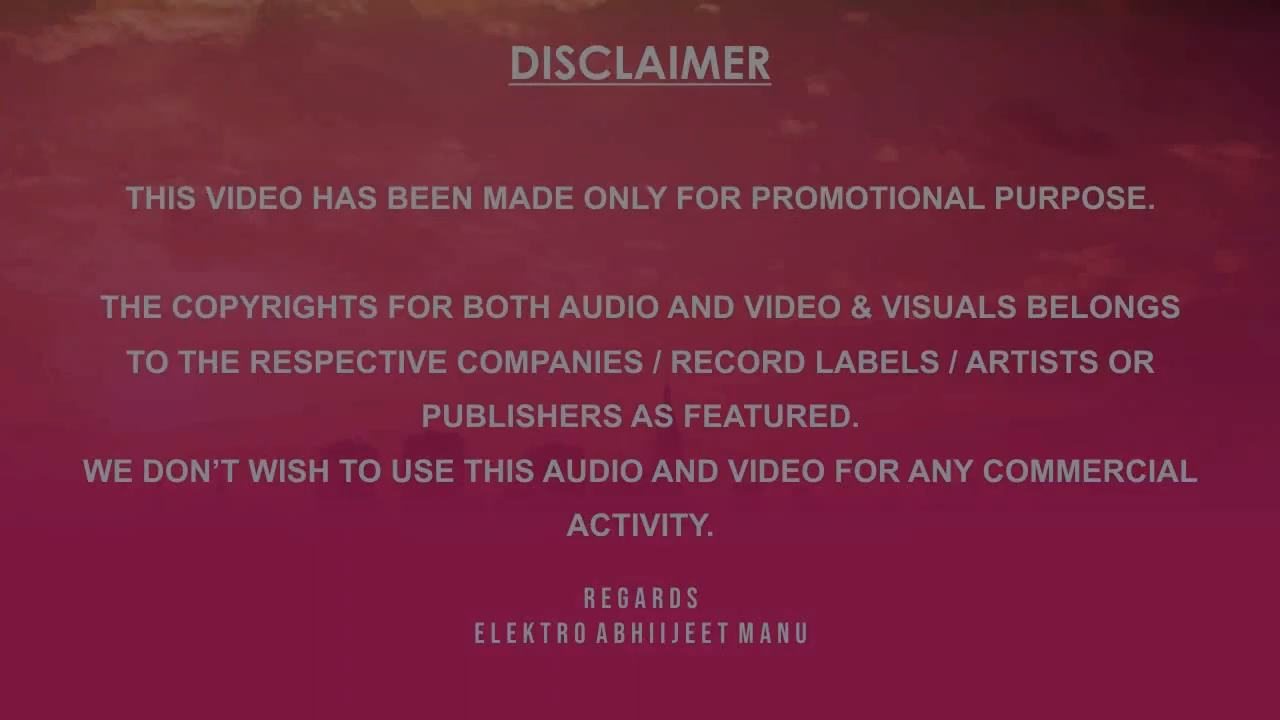 DISCLAIMER
THIS VIDEO HAS BEEN MADE ONLY FOR PROMOTIONAL PURPOSE.
THE COPYRIGHTS FOR BOTH AUDIO AND VIDEO & VISUALS BELONGS
TO THE RESPECTIVE COMPANIES / RECORD LABELS / ARTISTS OR
PUBLISHERS AS FEATURED.
WE DON’T WISH TO USE THIS AUDIO AND VIDEO FOR ANY COMMERCIAL
ACTIVITY.
REGARDS
ELEKTRO ABHIIJEET MANU